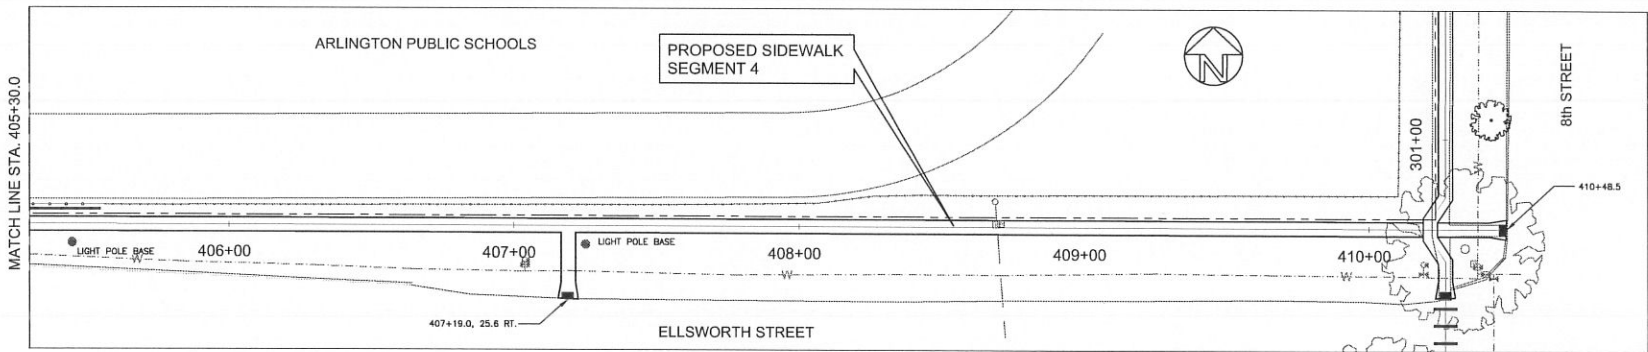 ARLINGTON PUBLIC SCHOOLS
PROPOSED SIDEWALK
SEGMENT 4
N
8th STREET
MATCH LINE STA. 405+30.0
301+00
W
410+48.5
LIGHT POLE BASE
406+00
407+00
LIGHT POLE BASE
408+00
409+00
410+00
W
W
W
407+19.0, 25.6 RT.
ELLSWORTH STREET